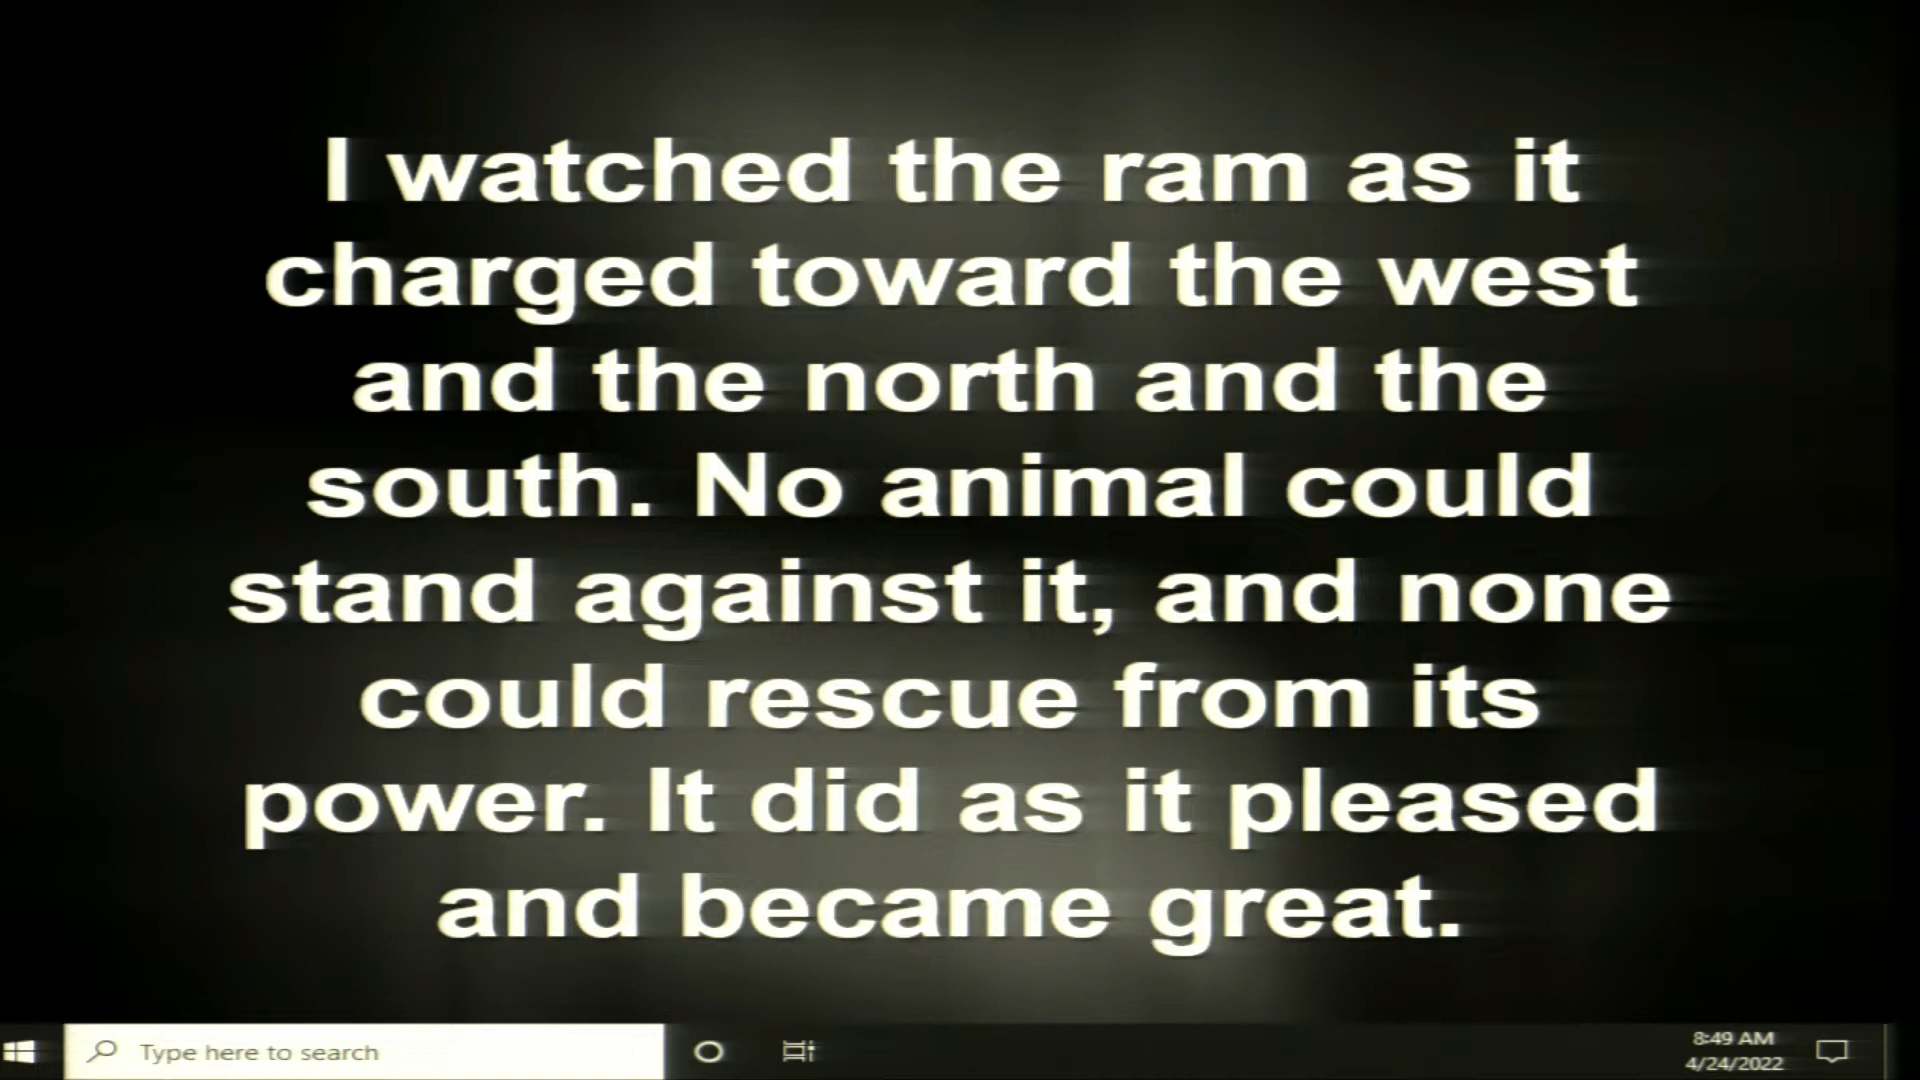 I watched the ram as it
charged toward the west
and the north and the
south. No animal could
stand against it, and none
could rescue from its
power. It did as it pleased
and became great.
Type here to search
8:49 AM
4/24/2022